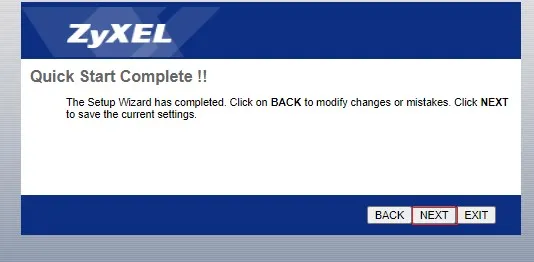 ZyXEL
Quick Start Complete !!
The Setup Wizard has completed. Click on BACK to modify changes or mistakes. Click NEXT
to save the current settings.
BACK NEXT EXIT